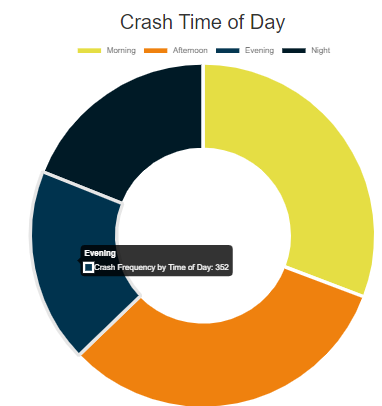 Crash Time of Day
Morning Afternoon Evening Night
Evening
Crash Frequency by Time of Day: 352